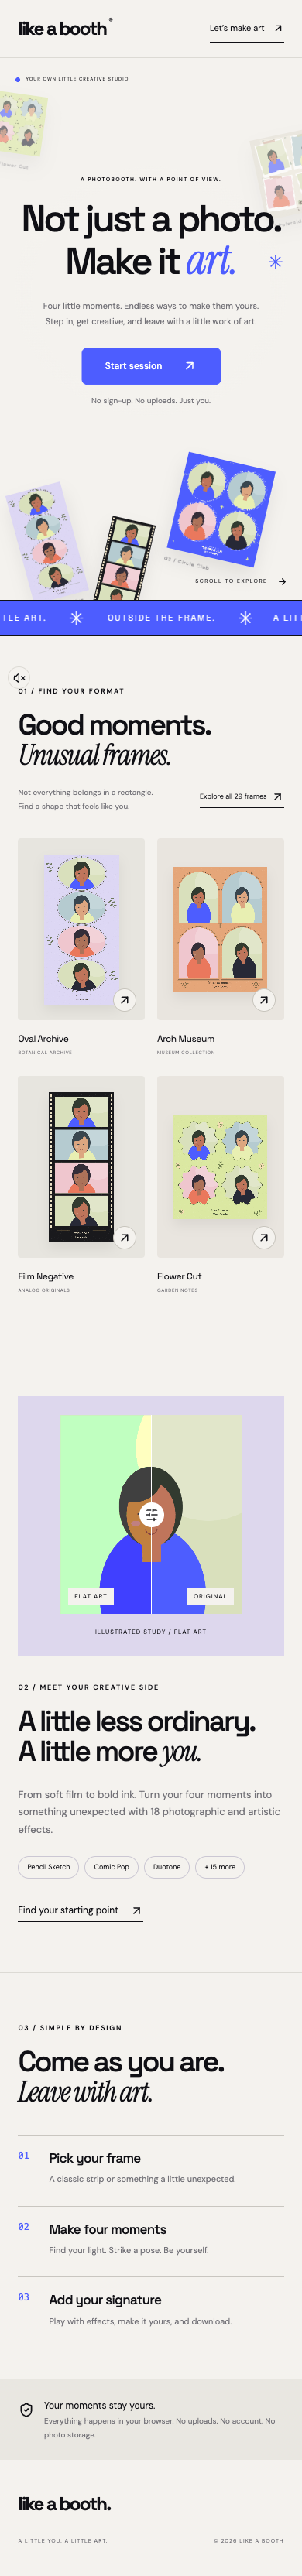 like a booth®
Let's make art
YOUR OWN LITTLE CREATIVE STUDIO
A PHOTOBOOTH. WITH A POINT OF VIEW.
Not just a photo.
Make it art.
Four little moments. Endless ways to make them yours.
Step in, get creative, and leave with a little work of art.
Start session
No sign-up. No uploads. Just you.
03 / Circle Club
SCROLL TO EXPLORE
TLE ART.
OUTSIDE THE FRAME.
A LITT
01 / FIND YOUR FORMAT
Good moments.
Unusual frames.
Not everything belongs in a rectangle.
Find a shape that feels like you.
Explore all 29 frames
Oval Archive
BOTANICAL ARCHIVE
Arch Museum
MUSEUM COLLECTION
Film Negative
ANALOG ORIGINALS
Flower Cut
GARDEN NOTES
FLAT ART
ORIGINAL
ILLUSTRATED STUDY / FLAT ART
02 / MEET YOUR CREATIVE SIDE
A little less ordinary.
A little more you.
From soft film to bold ink. Turn your four moments into
something unexpected with 18 photographic and artistic
effects.
Pencil Sketch
Comic Pop
Duotone
+ 15 more
Find your starting point
03 / SIMPLE BY DESIGN
Come as you are.
Leave with art.
01
Pick your frame
A classic strip or something a little unexpected.
02
Make four moments
Find your light. Strike a pose. Be yourself.
03
Add your signature
Play with effects, make it yours, and download.
Your moments stay yours.
Everything happens in your browser. No uploads. No account. No
photo storage.
like a booth.
A LITTLE YOU. A LITTLE ART.
© 2026 LIKE A BOOTH